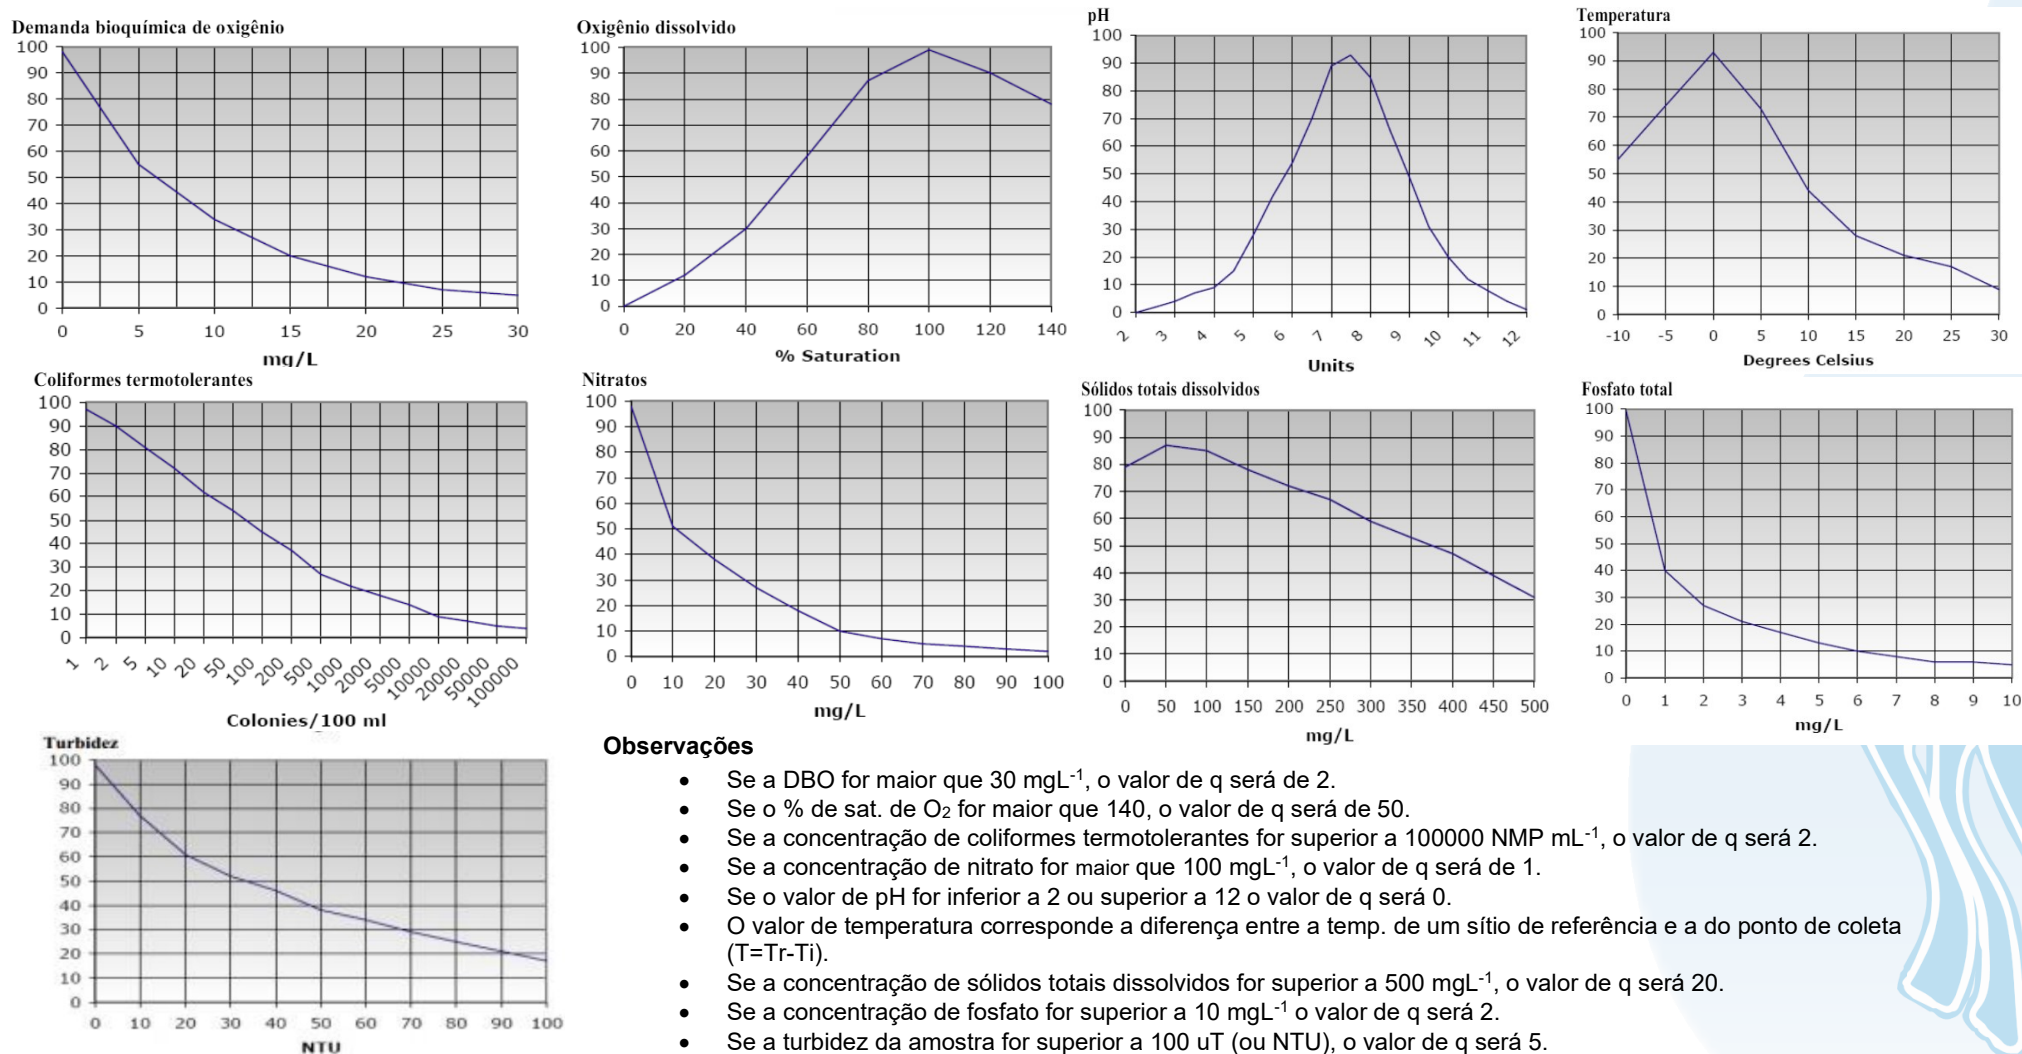 Demanda bioquímica de oxigênio
100
90
80
70
60
50
40
30
20
10
0
0 5 10 15 20 25 30
mg/L
Oxigênio dissolvido
100
90
80
70
60
50
40
30
20
10
0
0 20 40 60 80 100 120 140
% Saturation
pH
100
90
80
70
60
50
40
30
20
10
0
2 3 4 5 6 7 8 9 10 11 12
Units
Temperatura
100
90
80
70
60
50
40
30
20
10
0
-10 -5 0 5 10 15 20 25 30
Degrees Celsius
Coliformes termotolerantes
100
90
80
70
60
50
40
30
20
10
0
1 2 5 10 20 50 100 200 500 1000 2000 5000 10000 20000 50000 100000
Colonies/100 ml
Nitratos
100
90
80
70
60
50
40
30
20
10
0
0 10 20 30 40 50 60 70 80 90 100
mg/L
Sólidos totais dissolvidos
100
90
80
70
60
50
40
30
20
10
0
0 50 100 150 200 250 300 350 400 450 500
mg/L
Fosfato total
100
90
80
70
60
50
40
30
20
10
0
0 1 2 3 4 5 6 7 8 9 10
mg/L
Turbidez
100
90
80
70
60
50
40
30
20
10
0
0 10 20 30 40 50 60 70 80 90 100
NTU
Observações
• Se a DBO for maior que 30 mgL⁻¹, o valor de q será de 2.
• Se o % de sat. de O₂ for maior que 140, o valor de q será de 50.
• Se a concentração de coliformes termotolerantes for superior a 100000 NMP mL⁻¹, o valor de q será 2.
• Se a concentração de nitrato for maior que 100 mgL⁻¹, o valor de q será de 1.
• Se o valor de pH for inferior a 2 ou superior a 12 o valor de q será 0.
• O valor de temperatura corresponde a diferença entre a temp. de um sítio de referência e a do ponto de coleta
(T=Tr-Ti).
• Se a concentração de sólidos totais dissolvidos for superior a 500 mgL⁻¹, o valor de q será 20.
• Se a concentração de fosfato for superior a 10 mgL⁻¹ o valor de q será 2.
• Se a turbidez da amostra for superior a 100 uT (ou NTU), o valor de q será 5.